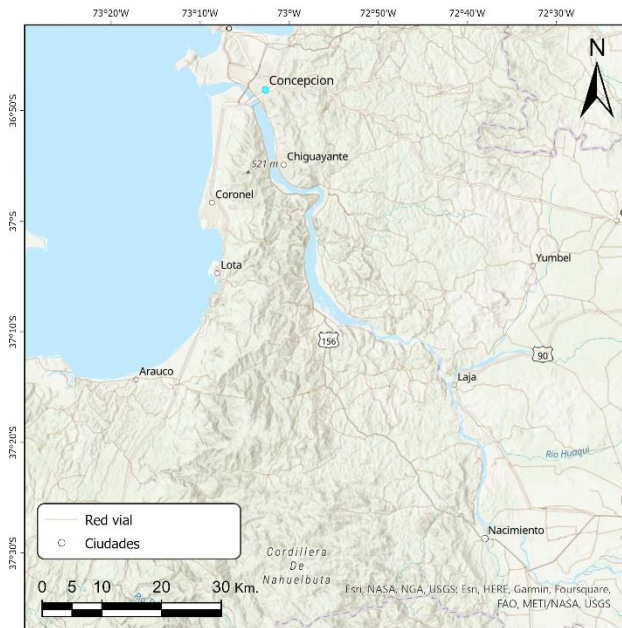 73°20'W 73°10'W 73°W 72°50'W 72°40'W 72°30'W
N
Concepcion
36°50'S
Chiguayante
521 m
Coronel
37°S
Yumbel
Lota
37°10'S
156
90
Arauco
Laja
37°20'S
Rio Huaqui
Red vial
Ciudades
Nacimiento
37°30'S
Cordillera
De
Nahuelbuta
0 5 10 20 30 Km.
Esri, NASA, NGA, USGS; Esri, HERE, Garmin, Foursquare,
FAO, METI/NASA, USGS